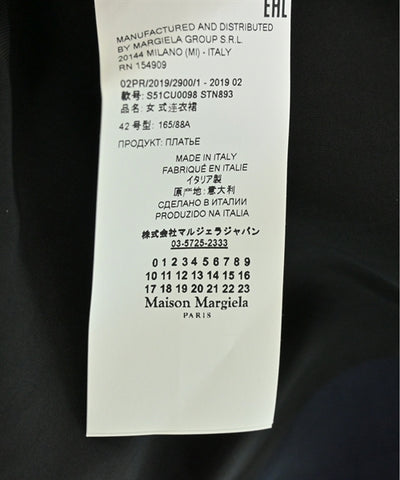 EAC
MANUFACTURED AND DISTRIBUTED
BY MARGIELA GROUP S.R.L.
20144 MILANO (MI) - ITALY
RN 154909
02PR/2019/2900/1 - 2019 02
款号: S51CU0098 STN893
品名: 女式连衣裙
42 号型: 165/88A
ПРОДУКТ: ПЛАТЬЕ
MADE IN ITALY
FABRIQUÉ EN ITALIE
イタリア製
原产地: 意大利
СДЕЛАНО В ИТАЛИИ
PRODUZIDO NA ITALIA
株式会社マルジェラジャパン
03-5725-2333
0 1 2 3 4 5 6 7 8 9
10 11 12 13 14 15 16
17 18 19 20 21 22 23
Maison Margiela
PARIS